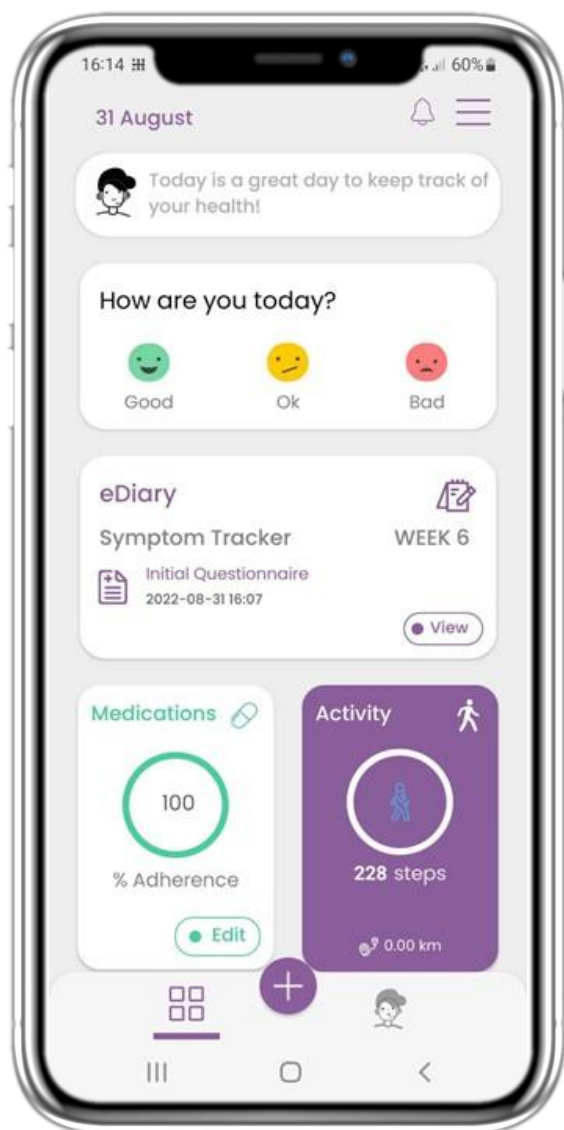 16:14
60%
31 August
Today is a great day to keep track of
your health!
How are you today?
Good Ok Bad
eDiary
Symptom Tracker WEEK 6
Initial Questionnaire
2022-08-31 16:07
View
Medications Activity
100
% Adherence
228 steps
Edit
0.00 km